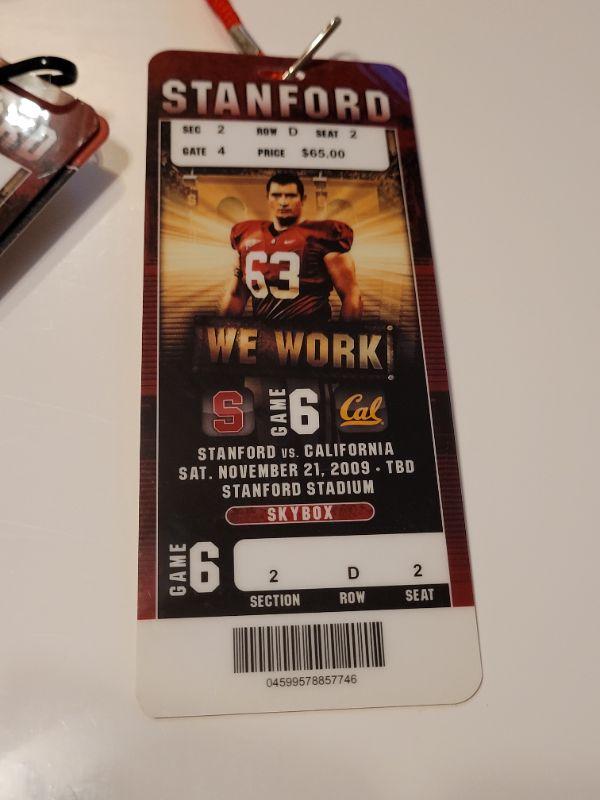 STANFORD
SEC 2 ROW D SEAT 2
GATE 4 PRICE $65.00
63
WE WORK
S GAME 6 Cal
STANFORD VS. CALIFORNIA
SAT. NOVEMBER 21, 2009 • TBD
STANFORD STADIUM
SKYBOX
GAME 6
2 D 2
SECTION ROW SEAT
04599578857746